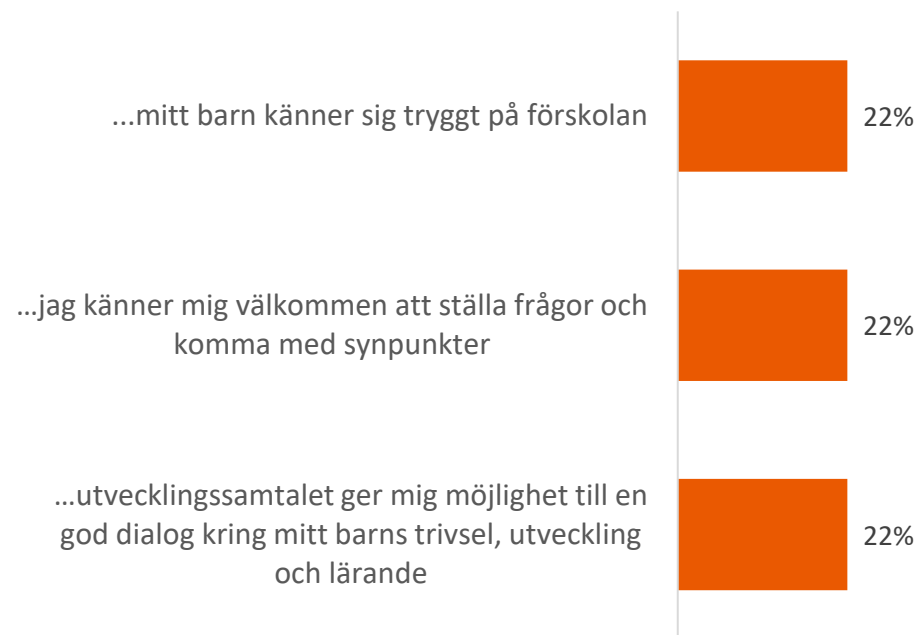 ...mitt barn känner sig tryggt på förskolan
22%
...jag känner mig välkommen att ställa frågor och
komma med synpunkter
22%
...utvecklingssamtalet ger mig möjlighet till en
god dialog kring mitt barns trivsel, utveckling
och lärande
22%